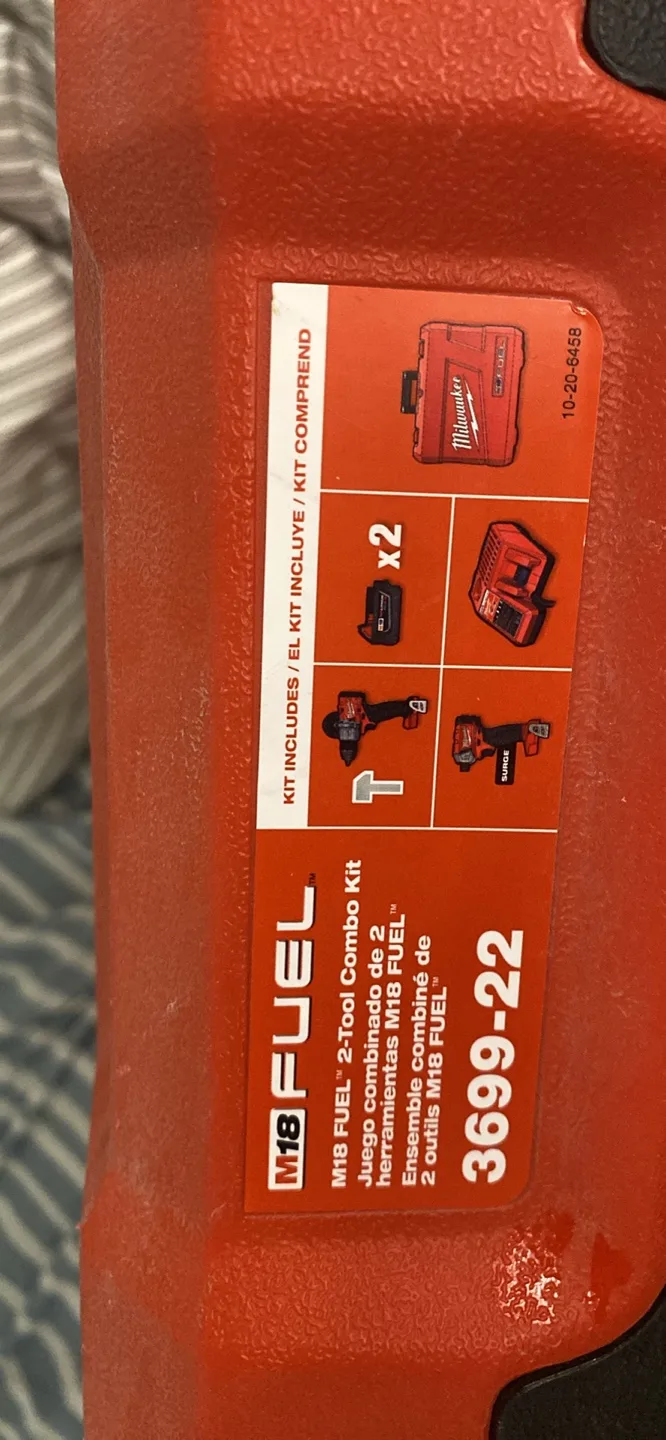 M18 FUEL™
M18 FUEL™ 2-Tool Combo Kit
Juego combinado de 2
herramientas M18 FUEL™
Ensemble combiné de
2 outils M18 FUEL™
3699-22
KIT INCLUDES / EL KIT INCLUYE / KIT COMPREND
x2
SURGE
Milwaukee
FUEL
10-20-6458